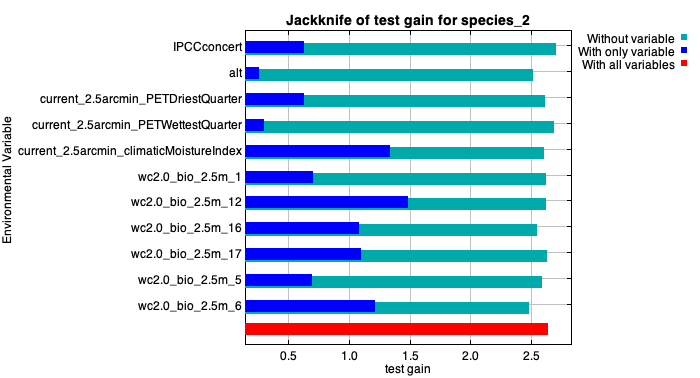 Jackknife of test gain for species_2
Without variable
With only variable
With all variables
Environmental Variable
IPCCconcert
alt
current_2.5arcmin_PETDriestQuarter
current_2.5arcmin_PETWettestQuarter
current_2.5arcmin_climaticMoistureIndex
wc2.0_bio_2.5m_1
wc2.0_bio_2.5m_12
wc2.0_bio_2.5m_16
wc2.0_bio_2.5m_17
wc2.0_bio_2.5m_5
wc2.0_bio_2.5m_6
0.5 1.0 1.5 2.0 2.5
test gain